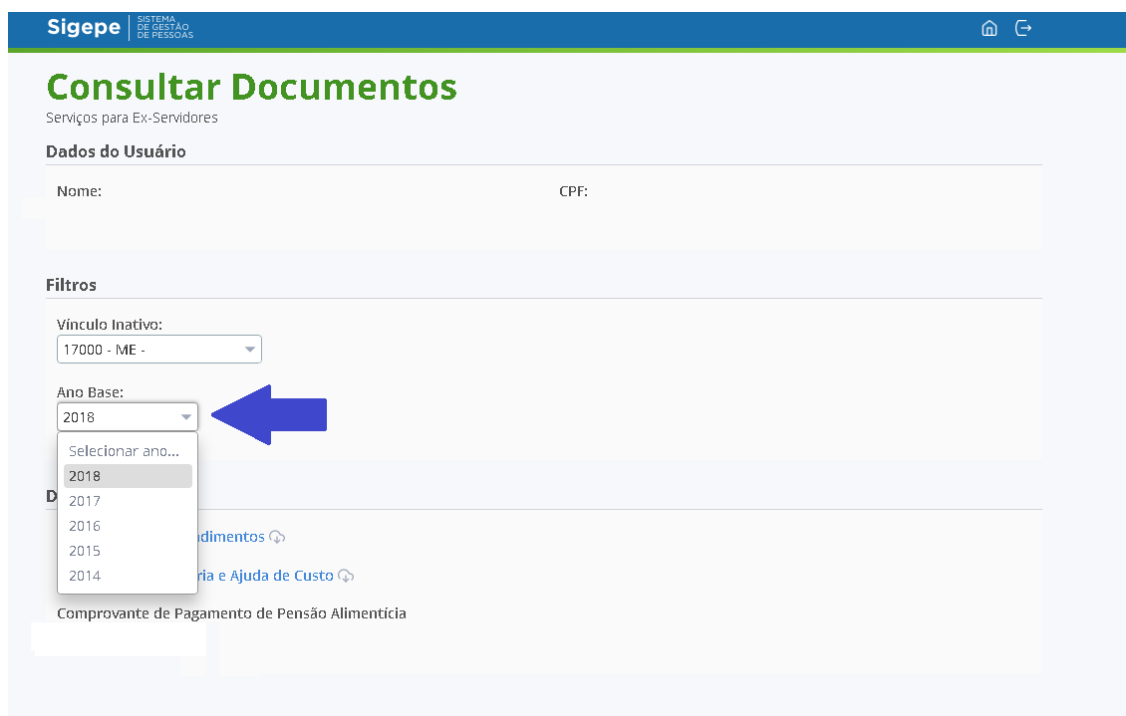 Sigepe
SISTEMA
DE GESTÃO
DE PESSOAS
Consultar Documentos
Serviços para Ex-Servidores
Dados do Usuário
Nome: CPF:
Filtros
Vínculo Inativo:
17000 - ME -
Ano Base:
2018
Selecionar ano...
2018
2017
2016
2015
2014
D
dimentos
ria e Ajuda de Custo
Comprovante de Pagamento de Pensão Alimentícia